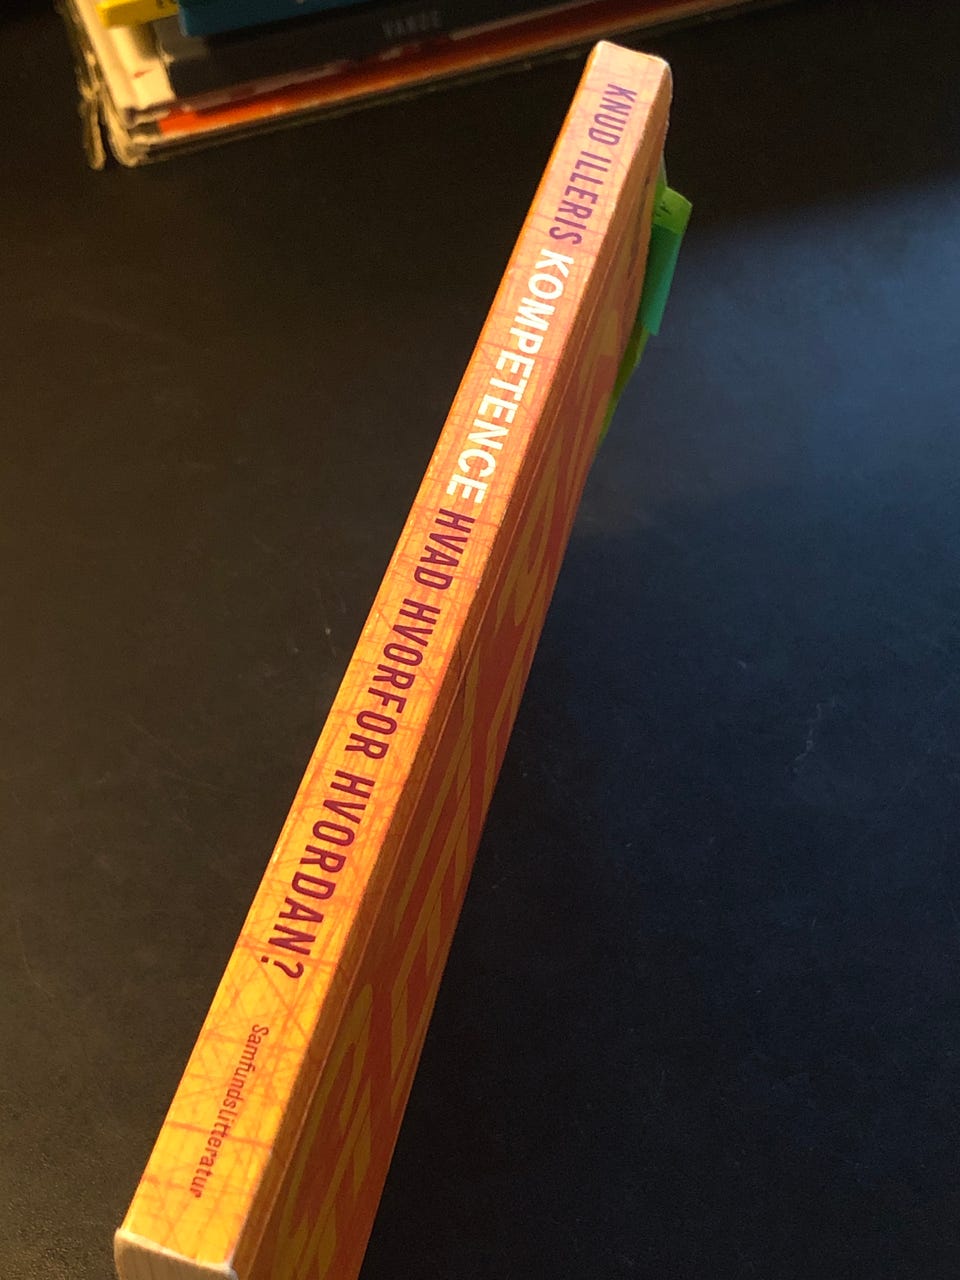 KNUD ILLERIS KOMPETENCE HVAD HVORFOR HVORDAN?
Samfundslitteratur